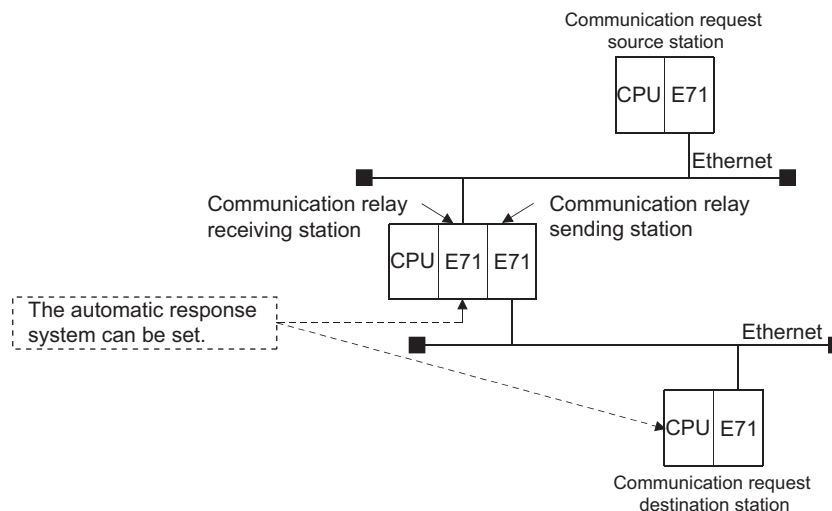 Communication request
source station
CPU E71
Ethernet
Communication relay
receiving station
Communication relay
sending station
CPU E71 E71
The automatic response
system can be set.
Ethernet
CPU E71
Communication request
destination station